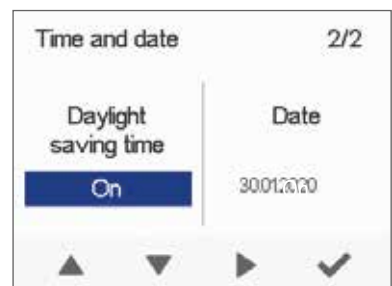 Time and date 2/2
Daylight
saving time
Date
On
30.01.2020